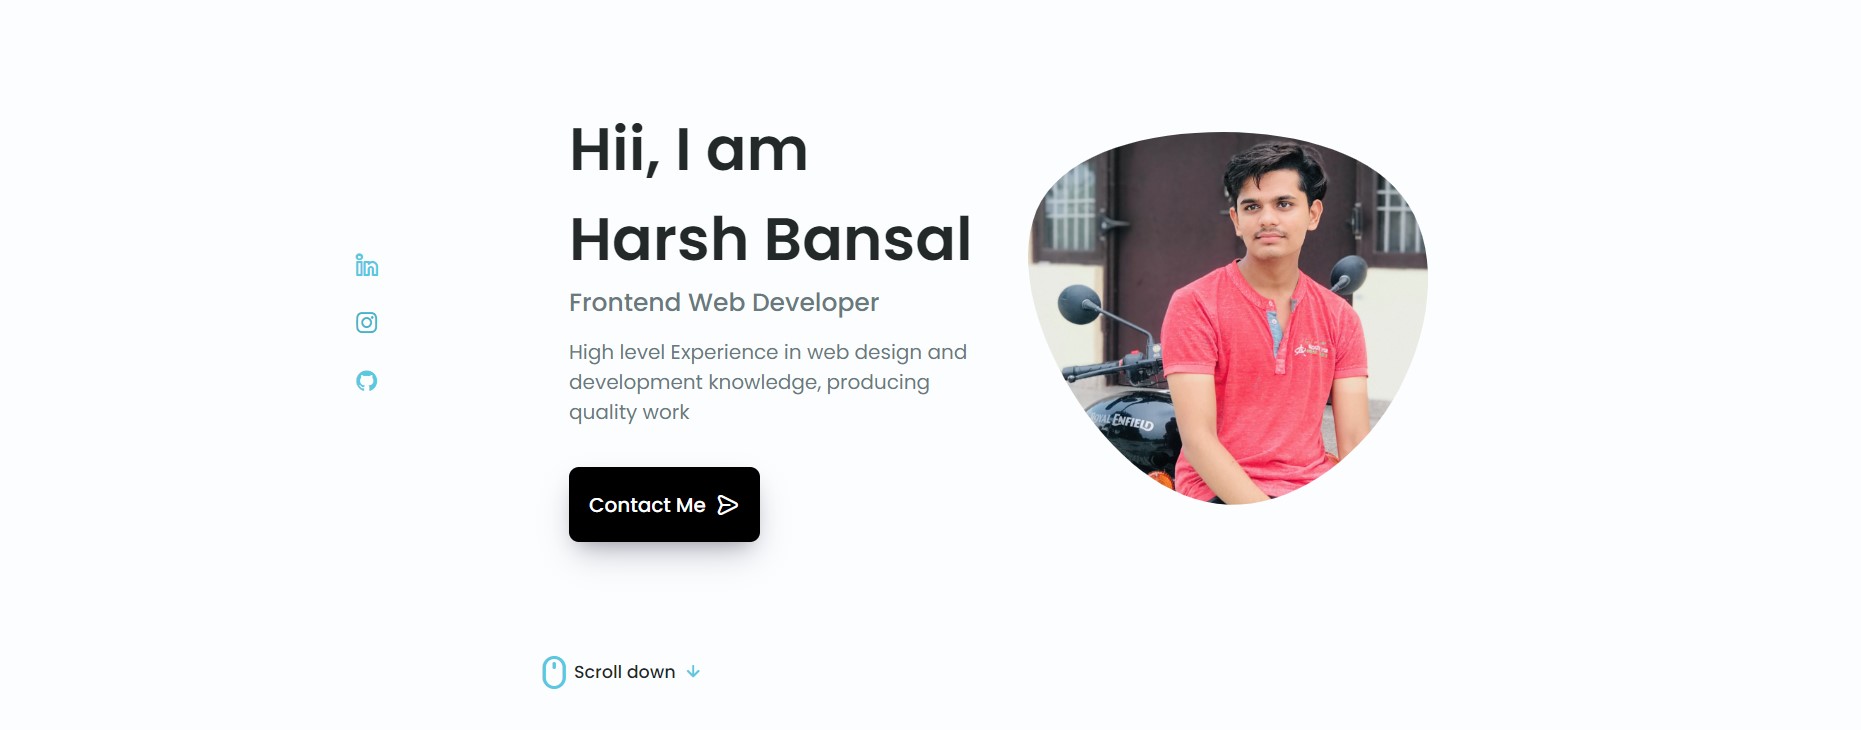 Hii, I am
Harsh Bansal
Frontend Web Developer
High level Experience in web design and
development knowledge, producing
quality work
Contact Me
Scroll down
ROYAL ENFIELD